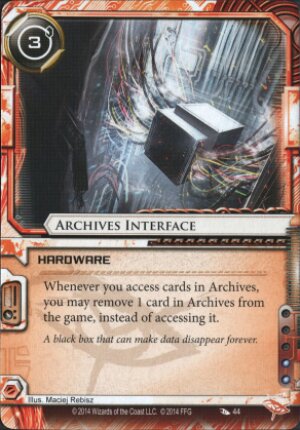 3
ARCHIVES INTERFACE
HARDWARE
Whenever you access cards in Archives,
you may remove 1 card in Archives from
the game, instead of accessing it.
A black box that can make data disappear forever.
Illus. Maciej Rebisz
© 2014 Wizards of the Coast LLC. © 2014 FFG
44